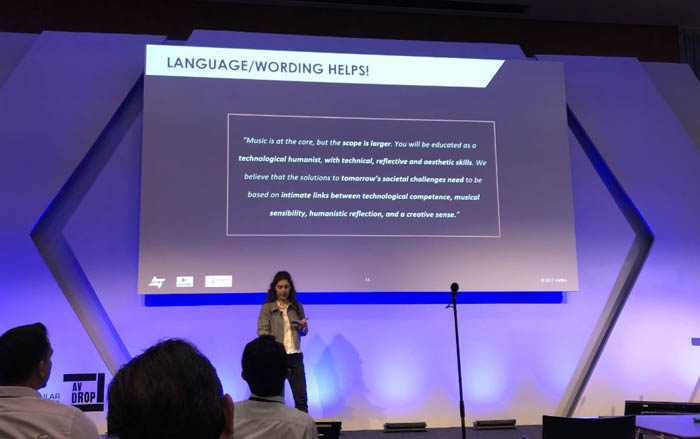 LANGUAGE/WORDING HELPS!
"Music is at the core, but the scope is larger. You will be educated as a
technological humanist, with technical, reflective and aesthetic skills. We
believe that the solutions to tomorrow's societal challenges need to be
based on intimate links between technological competence, musical
sensibility, humanistic reflection, and a creative sense."
© 2017 AVIXA
AV
DROP